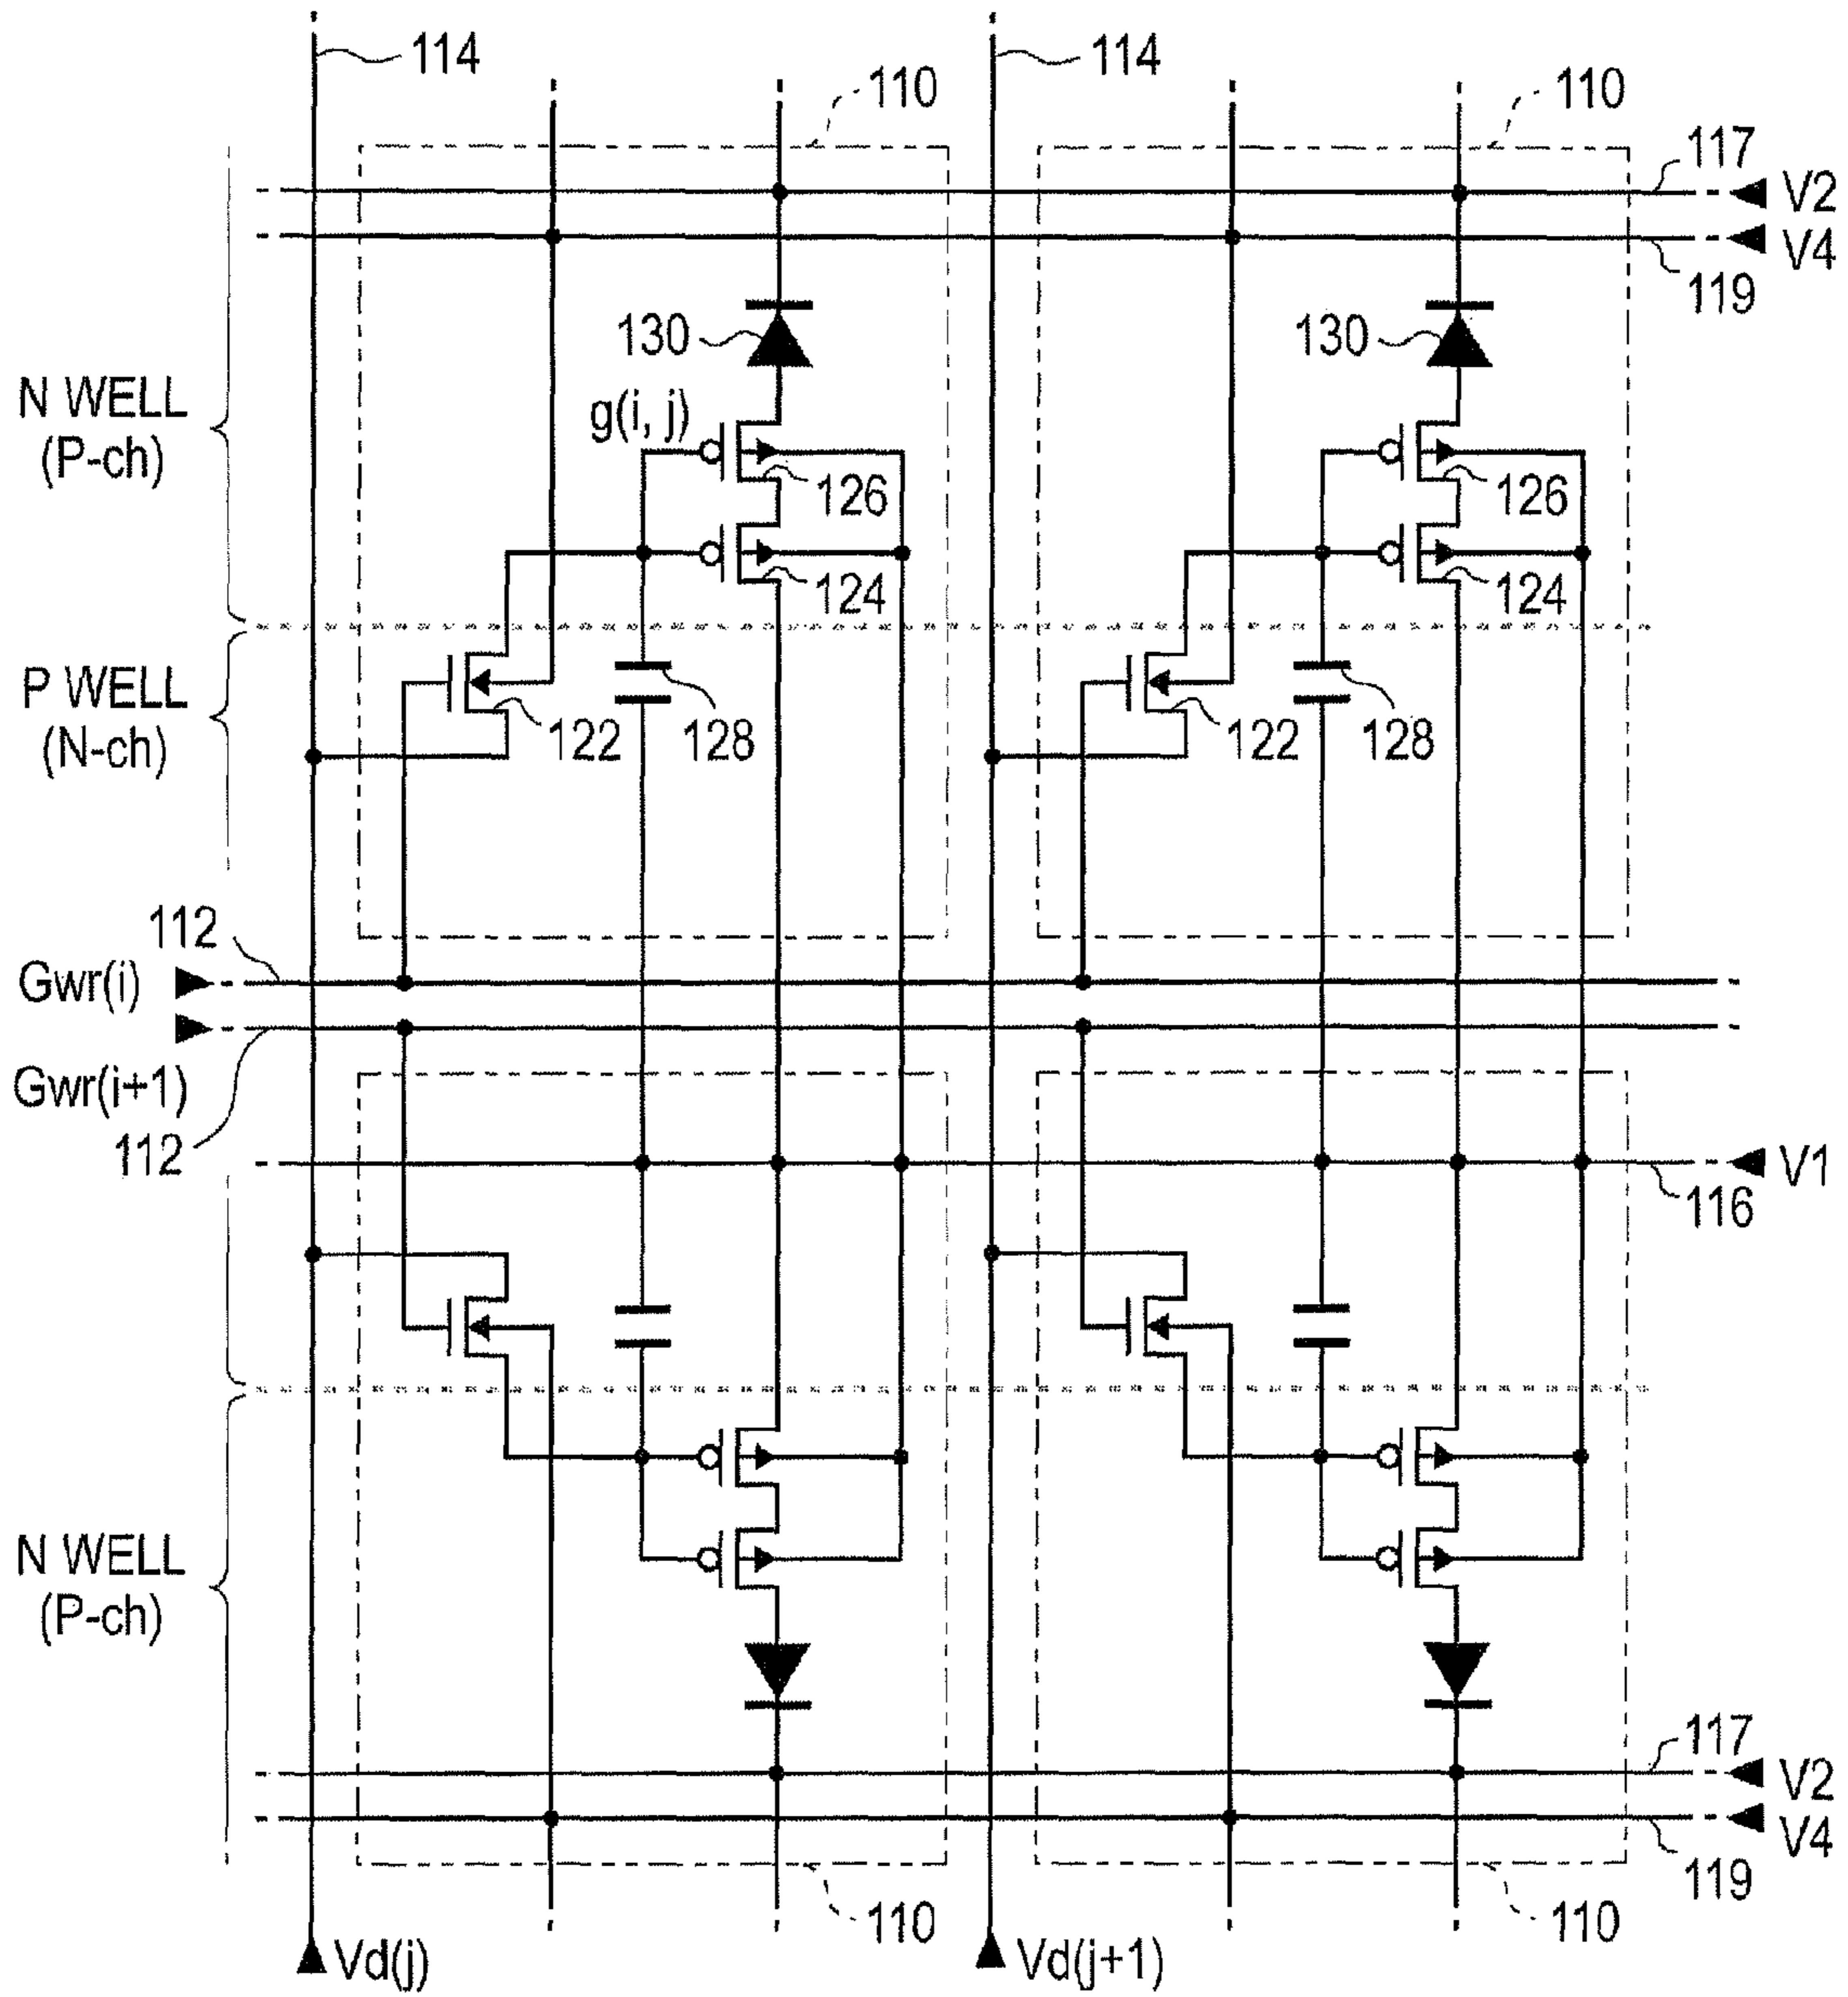 114
114
110
110
117
V2
V4
119
130
130
N WELL
(P-ch)
g(i, j)
126
126
124
124
P WELL
(N-ch)
122
128
122
128
112
Gwr(i)
Gwr(i+1)
112
V1
116
N WELL
(P-ch)
117
V2
V4
119
110
110
Vd(j)
Vd(j+1)